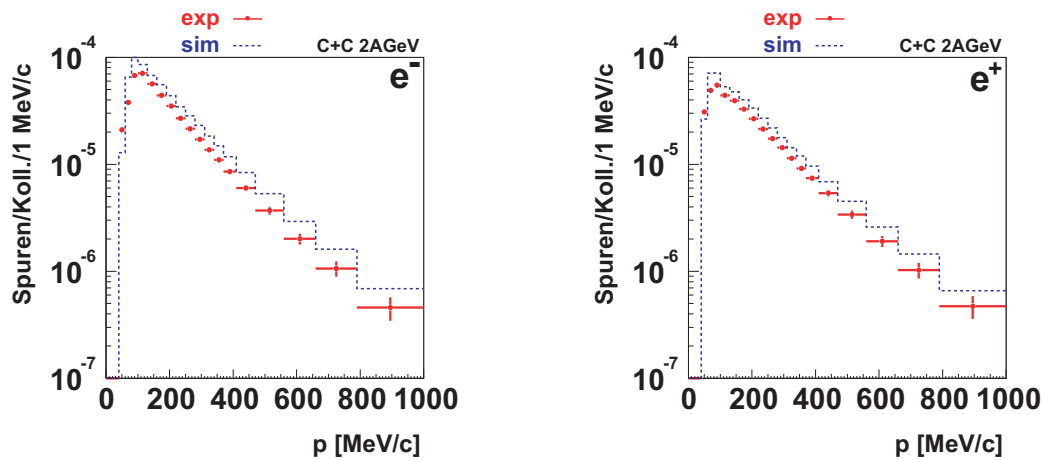 exp
sim
C+C 2AGeV
e-
Spuren/Koll./1 MeV/c
10-4
10-5
10-6
10-7
0 200 400 600 800 1000
p [MeV/c]
exp
sim
C+C 2AGeV
e+
Spuren/Koll./1 MeV/c
10-4
10-5
10-6
10-7
0 200 400 600 800 1000
p [MeV/c]